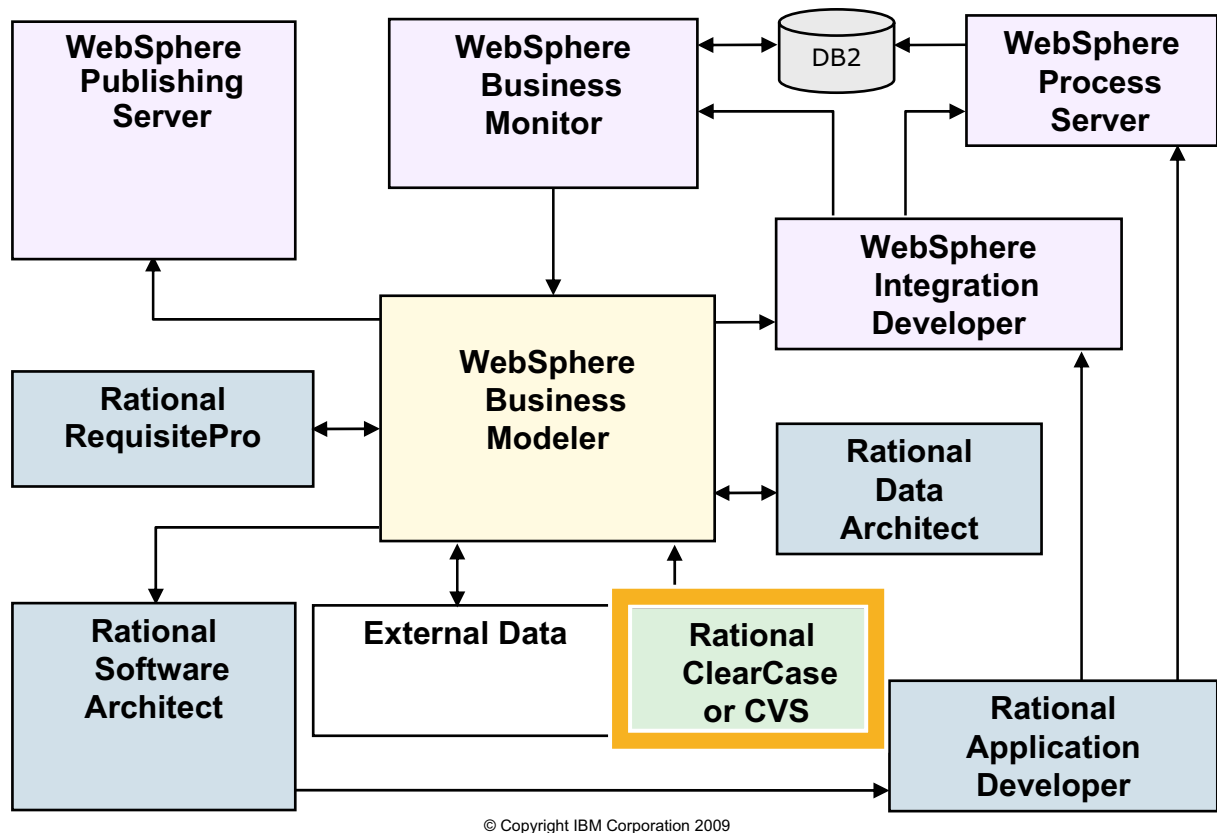 WebSphere
Publishing
Server
WebSphere
Business
Monitor
DB2
WebSphere
Process
Server
WebSphere
Integration
Developer
WebSphere
Business
Modeler
Rational
RequisitePro
Rational
Data
Architect
Rational
Software
Architect
External Data
Rational
ClearCase
or CVS
Rational
Application
Developer
© Copyright IBM Corporation 2009